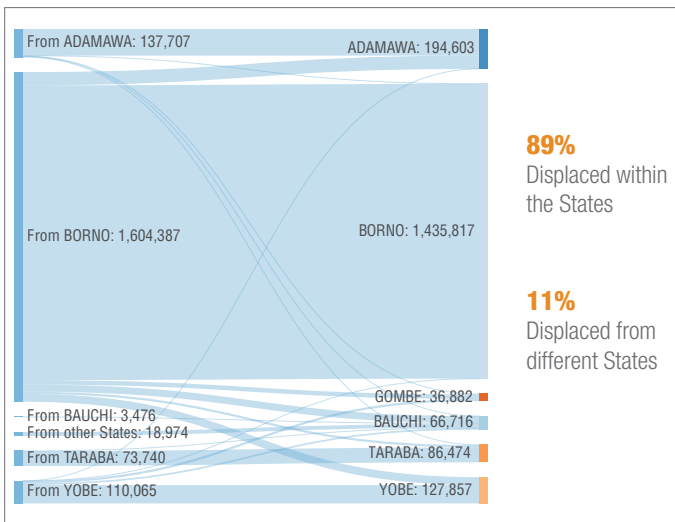 From ADAMAWA: 137,707
ADAMAWA: 194,603
89%
Displaced within
the States
From BORNO: 1,604,387
BORNO: 1,435,817
11%
Displaced from
different States
GOMBE: 36,882
From BAUCHI: 3,476
BAUCHI: 66,716
From other States: 18,974
From TARABA: 73,740
TARABA: 86,474
From YOBE: 110,065
YOBE: 127,857